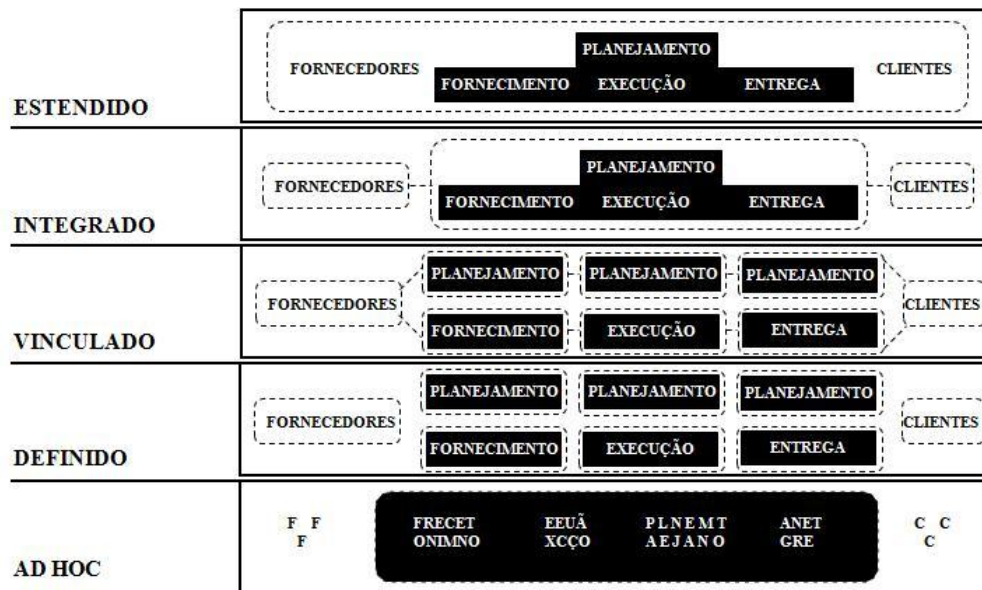 PLANEJAMENTO
FORNECEDORES CLIENTES
FORNECIMENTO EXECUÇÃO ENTREGA
ESTENDIDO
PLANEJAMENTO
FORNECEDORES CLIENTES
FORNECIMENTO EXECUÇÃO ENTREGA
INTEGRADO
PLANEJAMENTO PLANEJAMENTO PLANEJAMENTO
FORNECEDORES CLIENTES
FORNECIMENTO EXECUÇÃO ENTREGA
VINCULADO
PLANEJAMENTO PLANEJAMENTO PLANEJAMENTO
FORNECEDORES CLIENTES
FORNECIMENTO EXECUÇÃO ENTREGA
DEFINIDO
F F FRECET EEUÃ P L N E M T ANET C C
F ONIMNO XCÇO A E J A N O GRE C
AD HOC